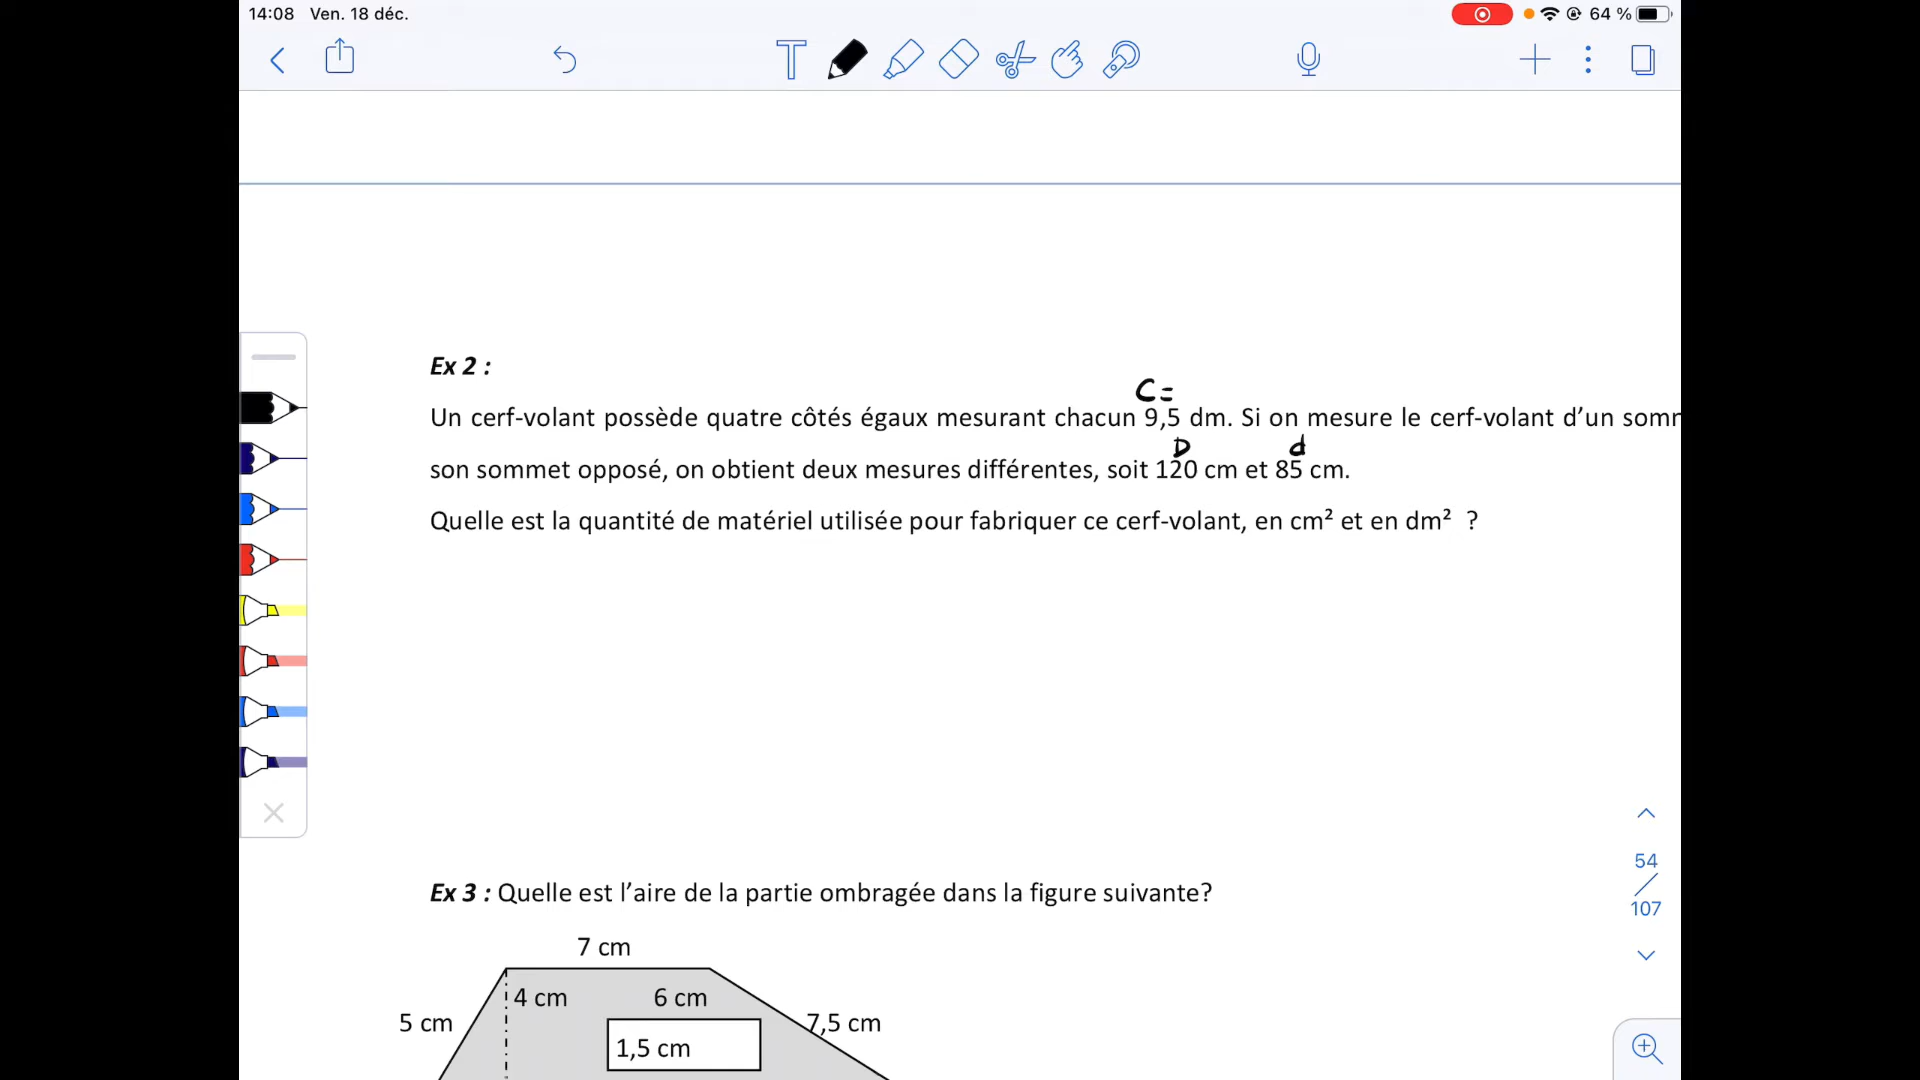 14:08 Ven. 18 déc.
64 %
T
Ex 2 :
C=
Un cerf-volant possède quatre côtés égaux mesurant chacun 9,5 dm. Si on mesure le cerf-volant d’un
D d
son sommet opposé, on obtient deux mesures différentes, soit 120 cm et 85 cm.
Quelle est la quantité de matériel utilisée pour fabriquer ce cerf-volant, en cm² et en dm² ?
54
107
Ex 3 : Quelle est l’aire de la partie ombragée dans la figure suivante?
7 cm
4 cm 6 cm
5 cm 7,5 cm
1,5 cm